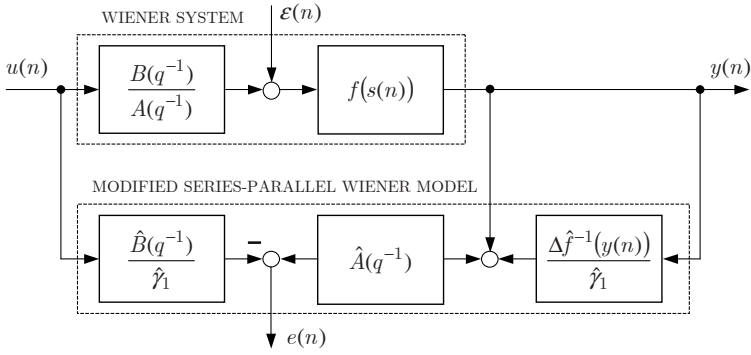 WIENER SYSTEM
ε(n)
u(n)
B(q⁻¹)
A(q⁻¹)
f(s(n))
y(n)
MODIFIED SERIES-PARALLEL WIENER MODEL
B̂(q⁻¹)
γ̂₁
−
Â(q⁻¹)
Δf̂⁻¹(y(n))
γ̂₁
e(n)